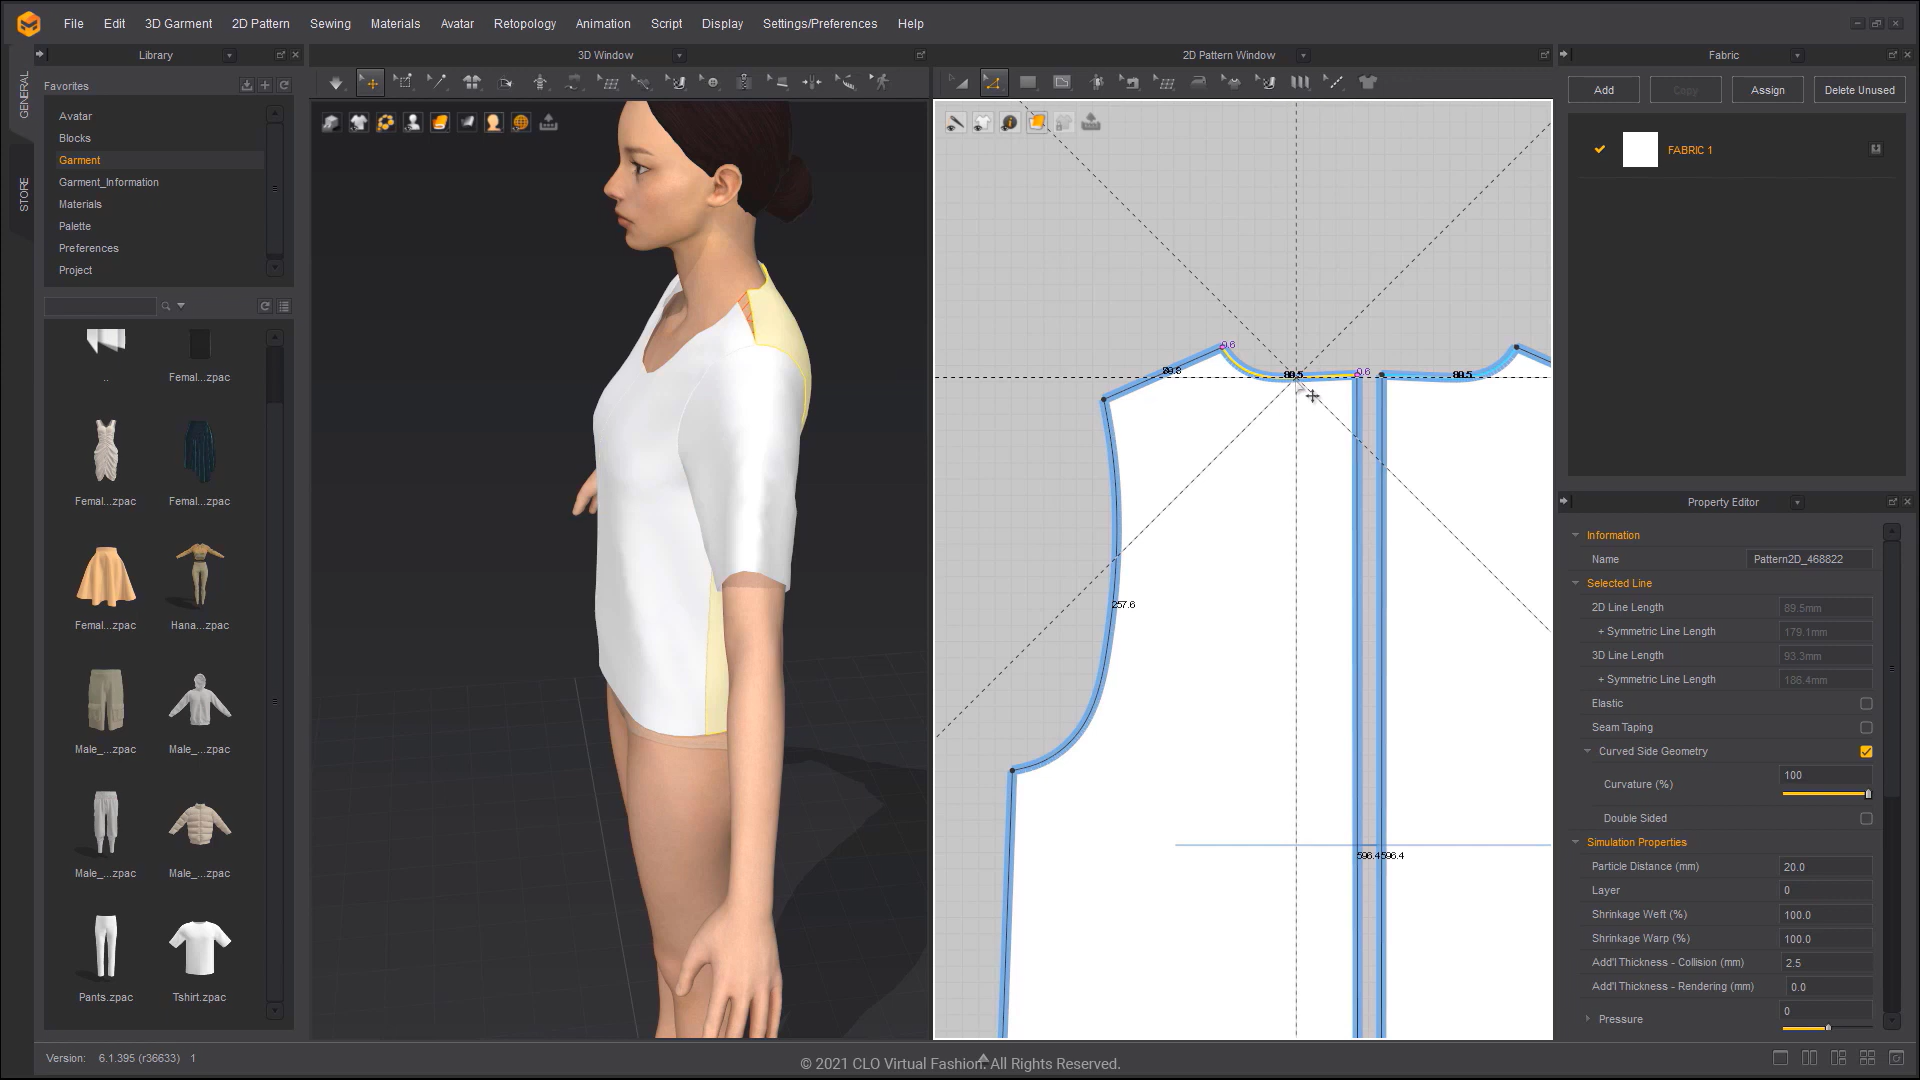 File Edit 3D Garment 2D Pattern Sewing Materials Avatar Retopology Animation Script Display Settings/Preferences Help
Library
3D Window
2D Pattern Window
Fabric
GENERAL
STORE
Favorites
Avatar
Blocks
Garment
Garment_Information
Materials
Palette
Preferences
Project
..
Femal...zpac
Femal...zpac
Femal...zpac
Femal...zpac
Hana...zpac
Male_...zpac
Male_...zpac
Male_...zpac
Male_...zpac
Pants.zpac
Tshirt.zpac
0.6
0.6
89.5
89.5
257.6
596.4596.4
Add Copy Assign Delete Unused
FABRIC 1
Property Editor
Information
Name Pattern2D_468822
Selected Line
2D Line Length 89.5mm
+ Symmetric Line Length 179.1mm
3D Line Length 93.3mm
+ Symmetric Line Length 186.4mm
Elastic
Seam Taping
Curved Side Geometry
Curvature (%) 100
Double Sided
Simulation Properties
Particle Distance (mm) 20.0
Layer 0
Shrinkage Weft (%) 100.0
Shrinkage Warp (%) 100.0
Add'l Thickness - Collision (mm) 2.5
Add'l Thickness - Rendering (mm) 0.0
Pressure 0
Version: 6.1.395 (r36633) 1
© 2021 CLO Virtual Fashion. All Rights Reserved.